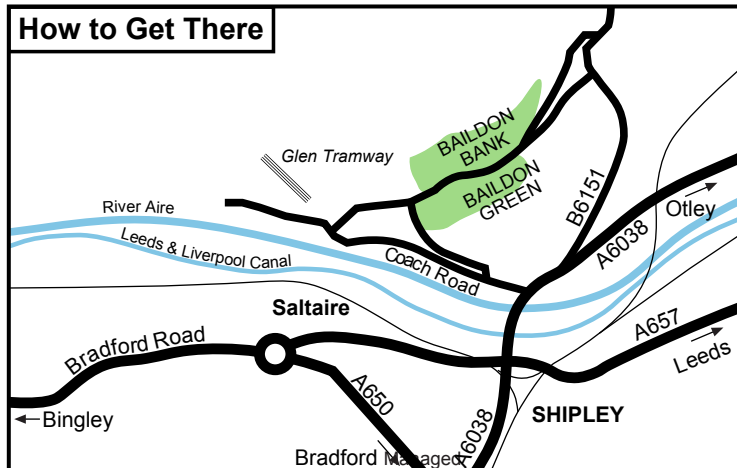 How to Get There
BAILDON
BANK
Glen Tramway
BAILDON
GREEN
B6151
Otley
River Aire
A6038
Leeds & Liverpool Canal
Coach Road
Saltaire
A657
Bradford Road
Leeds
A650
Bingley
SHIPLEY
A6038
Bradford Managed